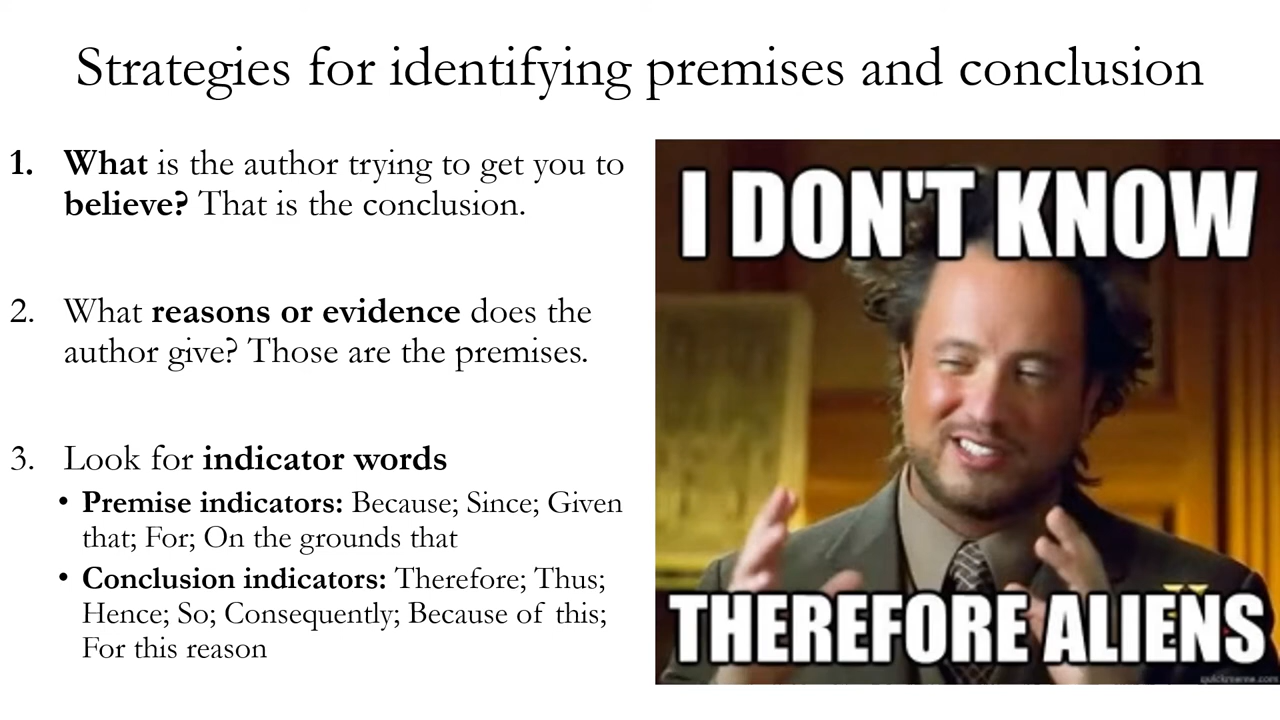 Strategies for identifying premises and conclusion
1. What is the author trying to get you to
believe? That is the conclusion.
2. What reasons or evidence does the
author give? Those are the premises.
3. Look for indicator words
• Premise indicators: Because; Since; Given
that; For; On the grounds that
• Conclusion indicators: Therefore; Thus;
Hence; So; Consequently; Because of this;
For this reason
I DON'T KNOW
THEREFORE ALIENS
quickmeme.com